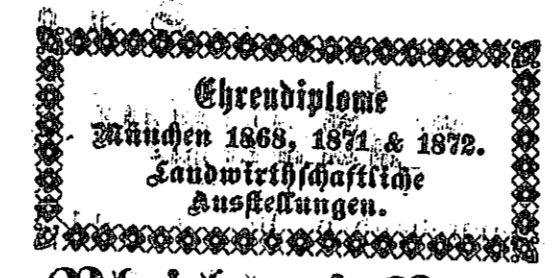 Ehrendiplome
München 1868, 1871 & 1872.
Landwirthschaftliche
Ausstellungen.